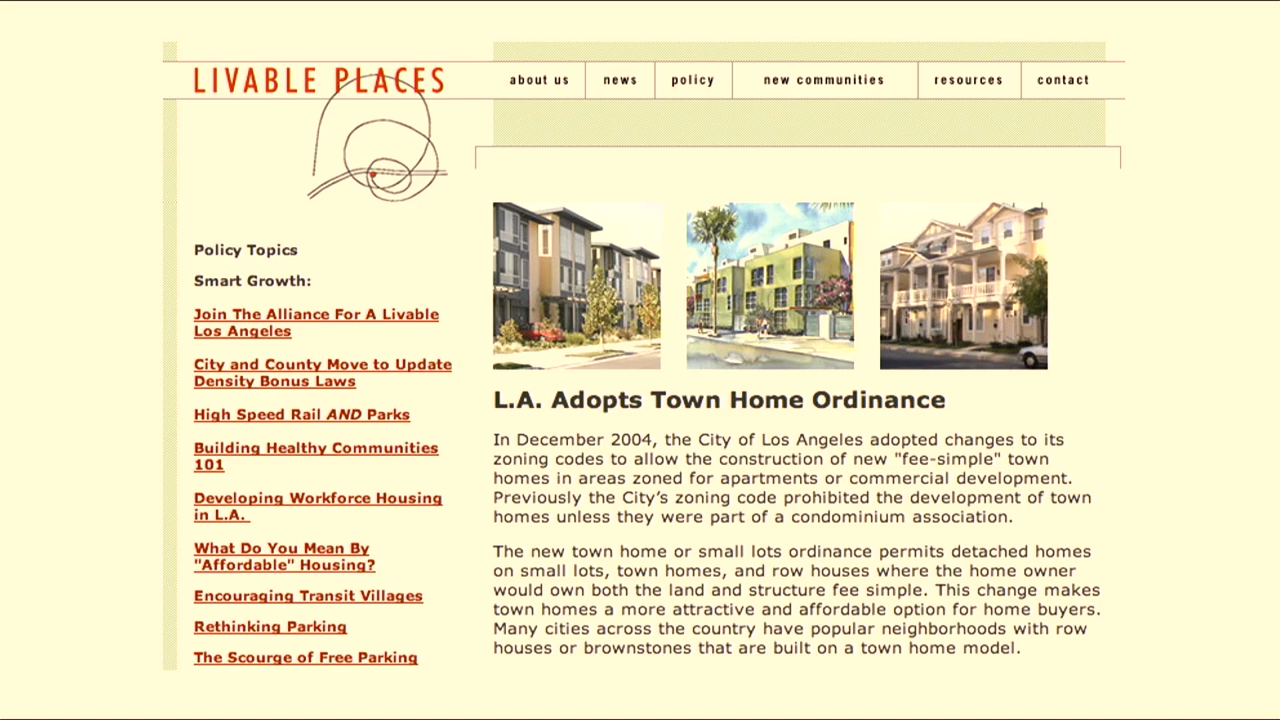 LIVABLE PLACES
about us
news
policy
new communities
resources
contact
Policy Topics
Smart Growth:
Join The Alliance For A Livable
Los Angeles
City and County Move to Update
Density Bonus Laws
High Speed Rail AND Parks
Building Healthy Communities
101
Developing Workforce Housing
in L.A.
What Do You Mean By
"Affordable" Housing?
Encouraging Transit Villages
Rethinking Parking
The Scourge of Free Parking
L.A. Adopts Town Home Ordinance
In December 2004, the City of Los Angeles adopted changes to its
zoning codes to allow the construction of new "fee-simple" town
homes in areas zoned for apartments or commercial development.
Previously the City’s zoning code prohibited the development of town
homes unless they were part of a condominium association.
The new town home or small lots ordinance permits detached homes
on small lots, town homes, and row houses where the home owner
would own both the land and structure fee simple. This change makes
town homes a more attractive and affordable option for home buyers.
Many cities across the country have popular neighborhoods with row
houses or brownstones that are built on a town home model.